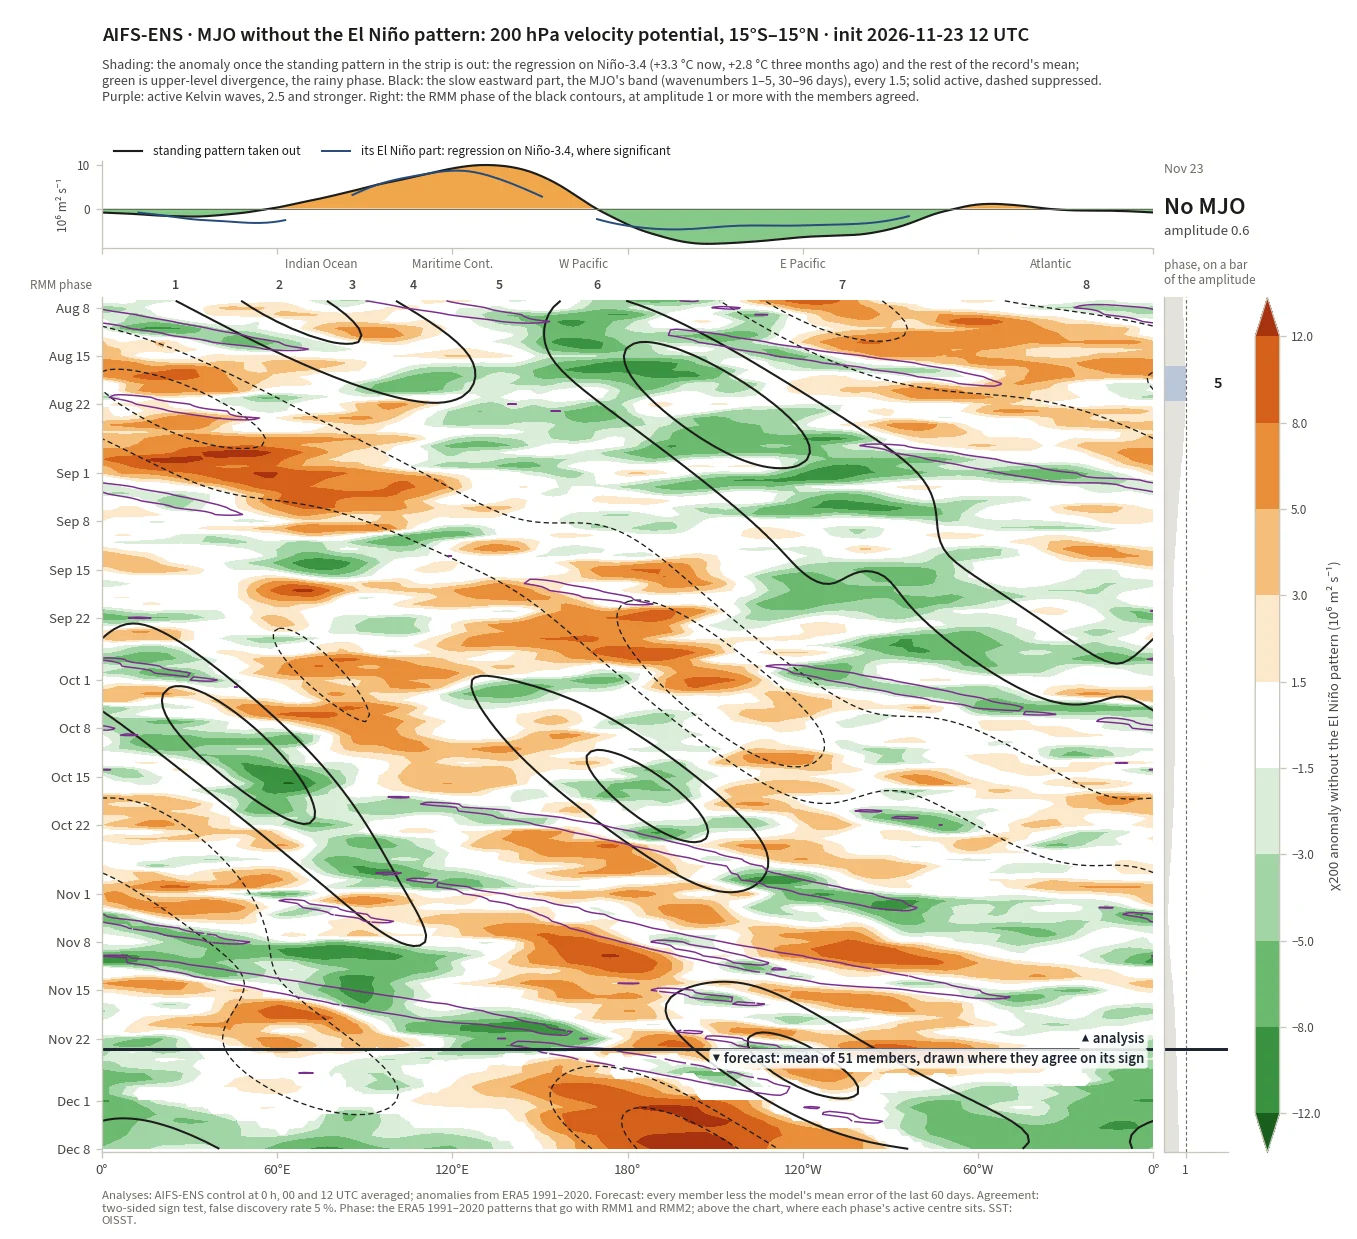 AIFS-ENS · MJO without the El Niño pattern: 200 hPa velocity potential, 15°S–15°N · init 2026-11-23 12 UTC
Shading: the anomaly once the standing pattern in the strip is out: the regression on Niño-3.4 (+3.3 °C now, +2.8 °C three months ago) and the rest of the record's mean;
green is upper-level divergence, the rainy phase. Black: the slow eastward part, the MJO's band (wavenumbers 1–5, 30–96 days), every 1.5; solid active, dashed suppressed.
Purple: active Kelvin waves, 2.5 and stronger. Right: the RMM phase of the black contours, at amplitude 1 or more with the members agreed.
standing pattern taken out
its El Niño part: regression on Niño-3.4, where significant
10
0
10⁶ m² s⁻¹
Nov 23
No MJO
amplitude 0.6
Indian Ocean
Maritime Cont.
W Pacific
E Pacific
Atlantic
phase, on a bar
of the amplitude
RMM phase
1
2
3
4
5
6
7
8
Aug 8
Aug 15
Aug 22
Sep 1
Sep 8
Sep 15
Sep 22
Oct 1
Oct 8
Oct 15
Oct 22
Nov 1
Nov 8
Nov 15
Nov 22
Dec 1
Dec 8
▲ analysis
▼ forecast: mean of 51 members, drawn where they agree on its sign
0°
60°E
120°E
180°
120°W
60°W
0°
5
1
12.0
8.0
5.0
3.0
1.5
−1.5
−3.0
−5.0
−8.0
−12.0
χ200 anomaly without the El Niño pattern (10⁶ m² s⁻¹)
Analyses: AIFS-ENS control at 0 h, 00 and 12 UTC averaged; anomalies from ERA5 1991–2020. Forecast: every member less the model's mean error of the last 60 days. Agreement:
two-sided sign test, false discovery rate 5 %. Phase: the ERA5 1991–2020 patterns that go with RMM1 and RMM2; above the chart, where each phase's active centre sits. SST:
OISST.